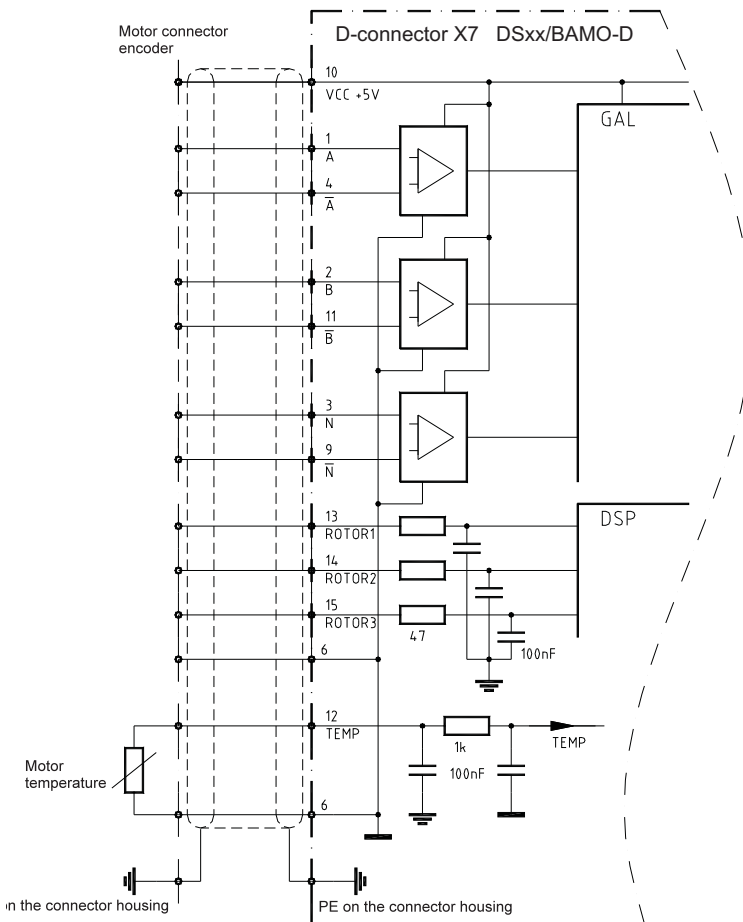 Motor connector
encoder
D-connector X7 DSxx/BAMO-D
10
VCC +5V
GAL
1
A
4
A̅
2
B
11
B̅
3
N
9
N̅
13
ROTOR1
DSP
14
ROTOR2
15
ROTOR3
47
100nF
6
12
TEMP
1k
TEMP
100nF
Motor
temperature
6
on the connector housing
PE on the connector housing